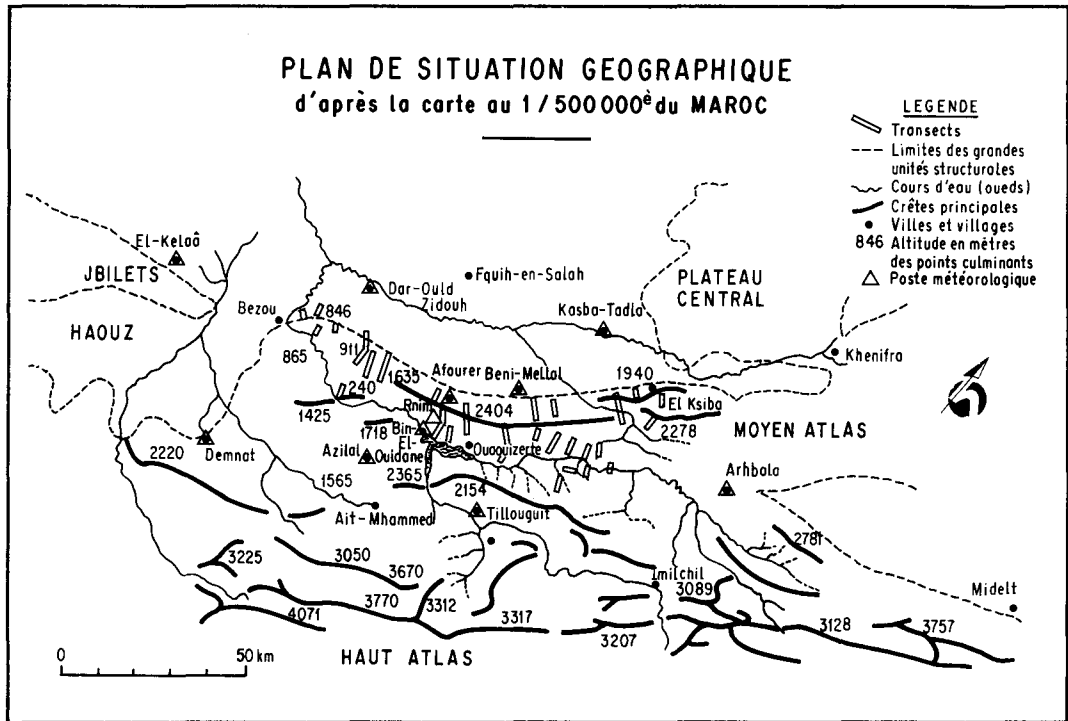 PLAN DE SITUATION GEOGRAPHIQUE
d'après la carte au 1/500000è du MAROC
LEGENDE
Transects
Limites des grandes
unités structurales
Cours d'eau (oueds)
Crêtes principales
Villes et villages
846 Altitude en mètres
des points culminants
Poste météorologique
El-Kelaâ
JBILETS
HAOUZ
Bezou
Dar-Ould
Zidouh
Fquih-en-Salah
Kasba-Tadla
PLATEAU
CENTRAL
Khenifra
846
865
911
1635
240
1425
1718
Afourer
Beni-Mellal
1940
El Ksiba
2404
2278
MOYEN ATLAS
Rnim
Bin-
El-
Ouidane
Ouaouizerte
Azilal
Demnat
2220
1565
2365
2154
Tillouguit
Ait-Mhammed
Arhbala
2781
3225
3050
3670
3770
3312
4071
3317
3207
Imilchil
3089
3128
3757
Midelt
0 50 km
HAUT ATLAS